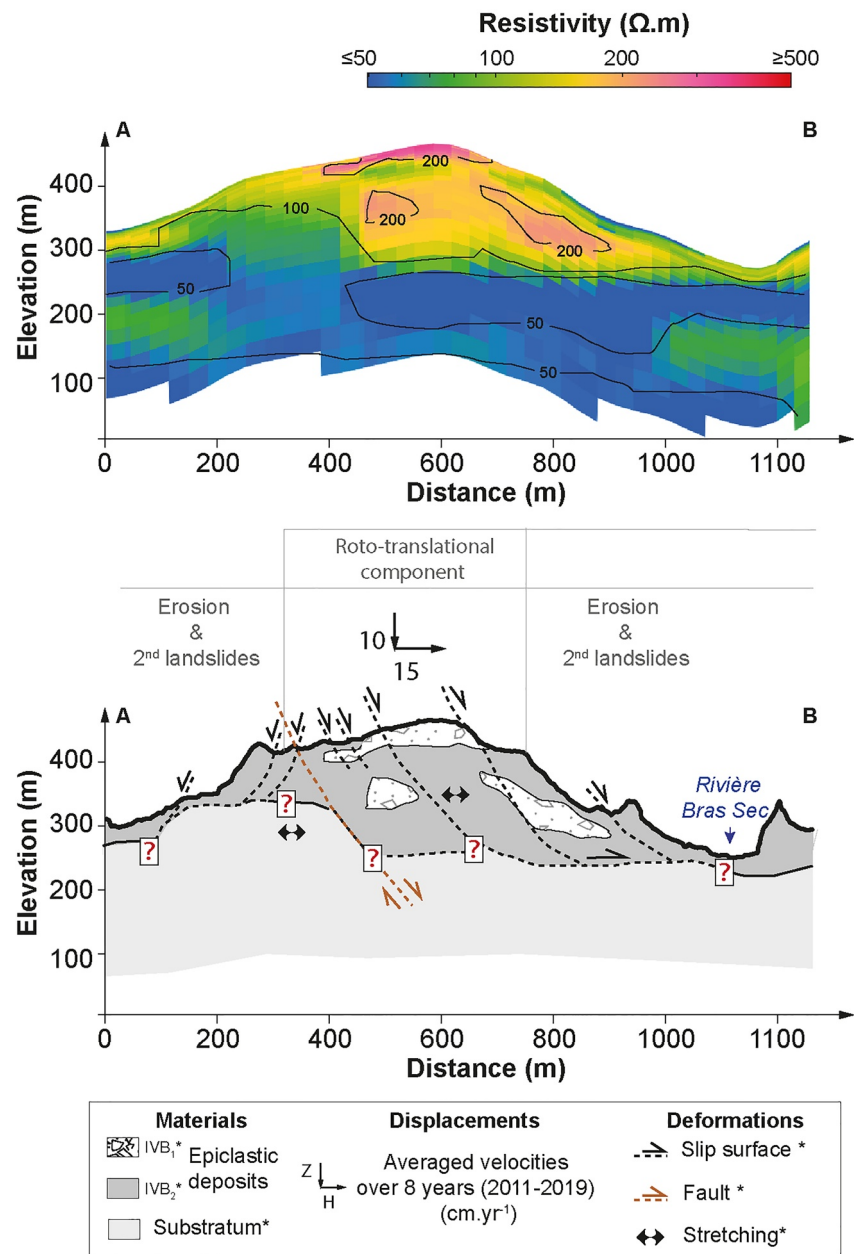 Resistivity (Ω.m)
≤50 100 200 ≥500
A B
400
300
200
100
Elevation (m)
200
100
200
200
50
50
50
0 200 400 600 800 1000 1100
Distance (m)
Roto-translational
component
Erosion
&
2nd landslides
10
15
Erosion
&
2nd landslides
A B
400
300
200
100
Elevation (m)
Rivière
Bras Sec
?
?
?
?
?
0 200 400 600 800 1000 1100
Distance (m)
Materials
IVB1*
IVB2*
Epiclastic
deposits
Substratum*
Displacements
Z
H
Averaged velocities
over 8 years (2011-2019)
(cm.yr-1)
Deformations
Slip surface *
Fault *
Stretching*